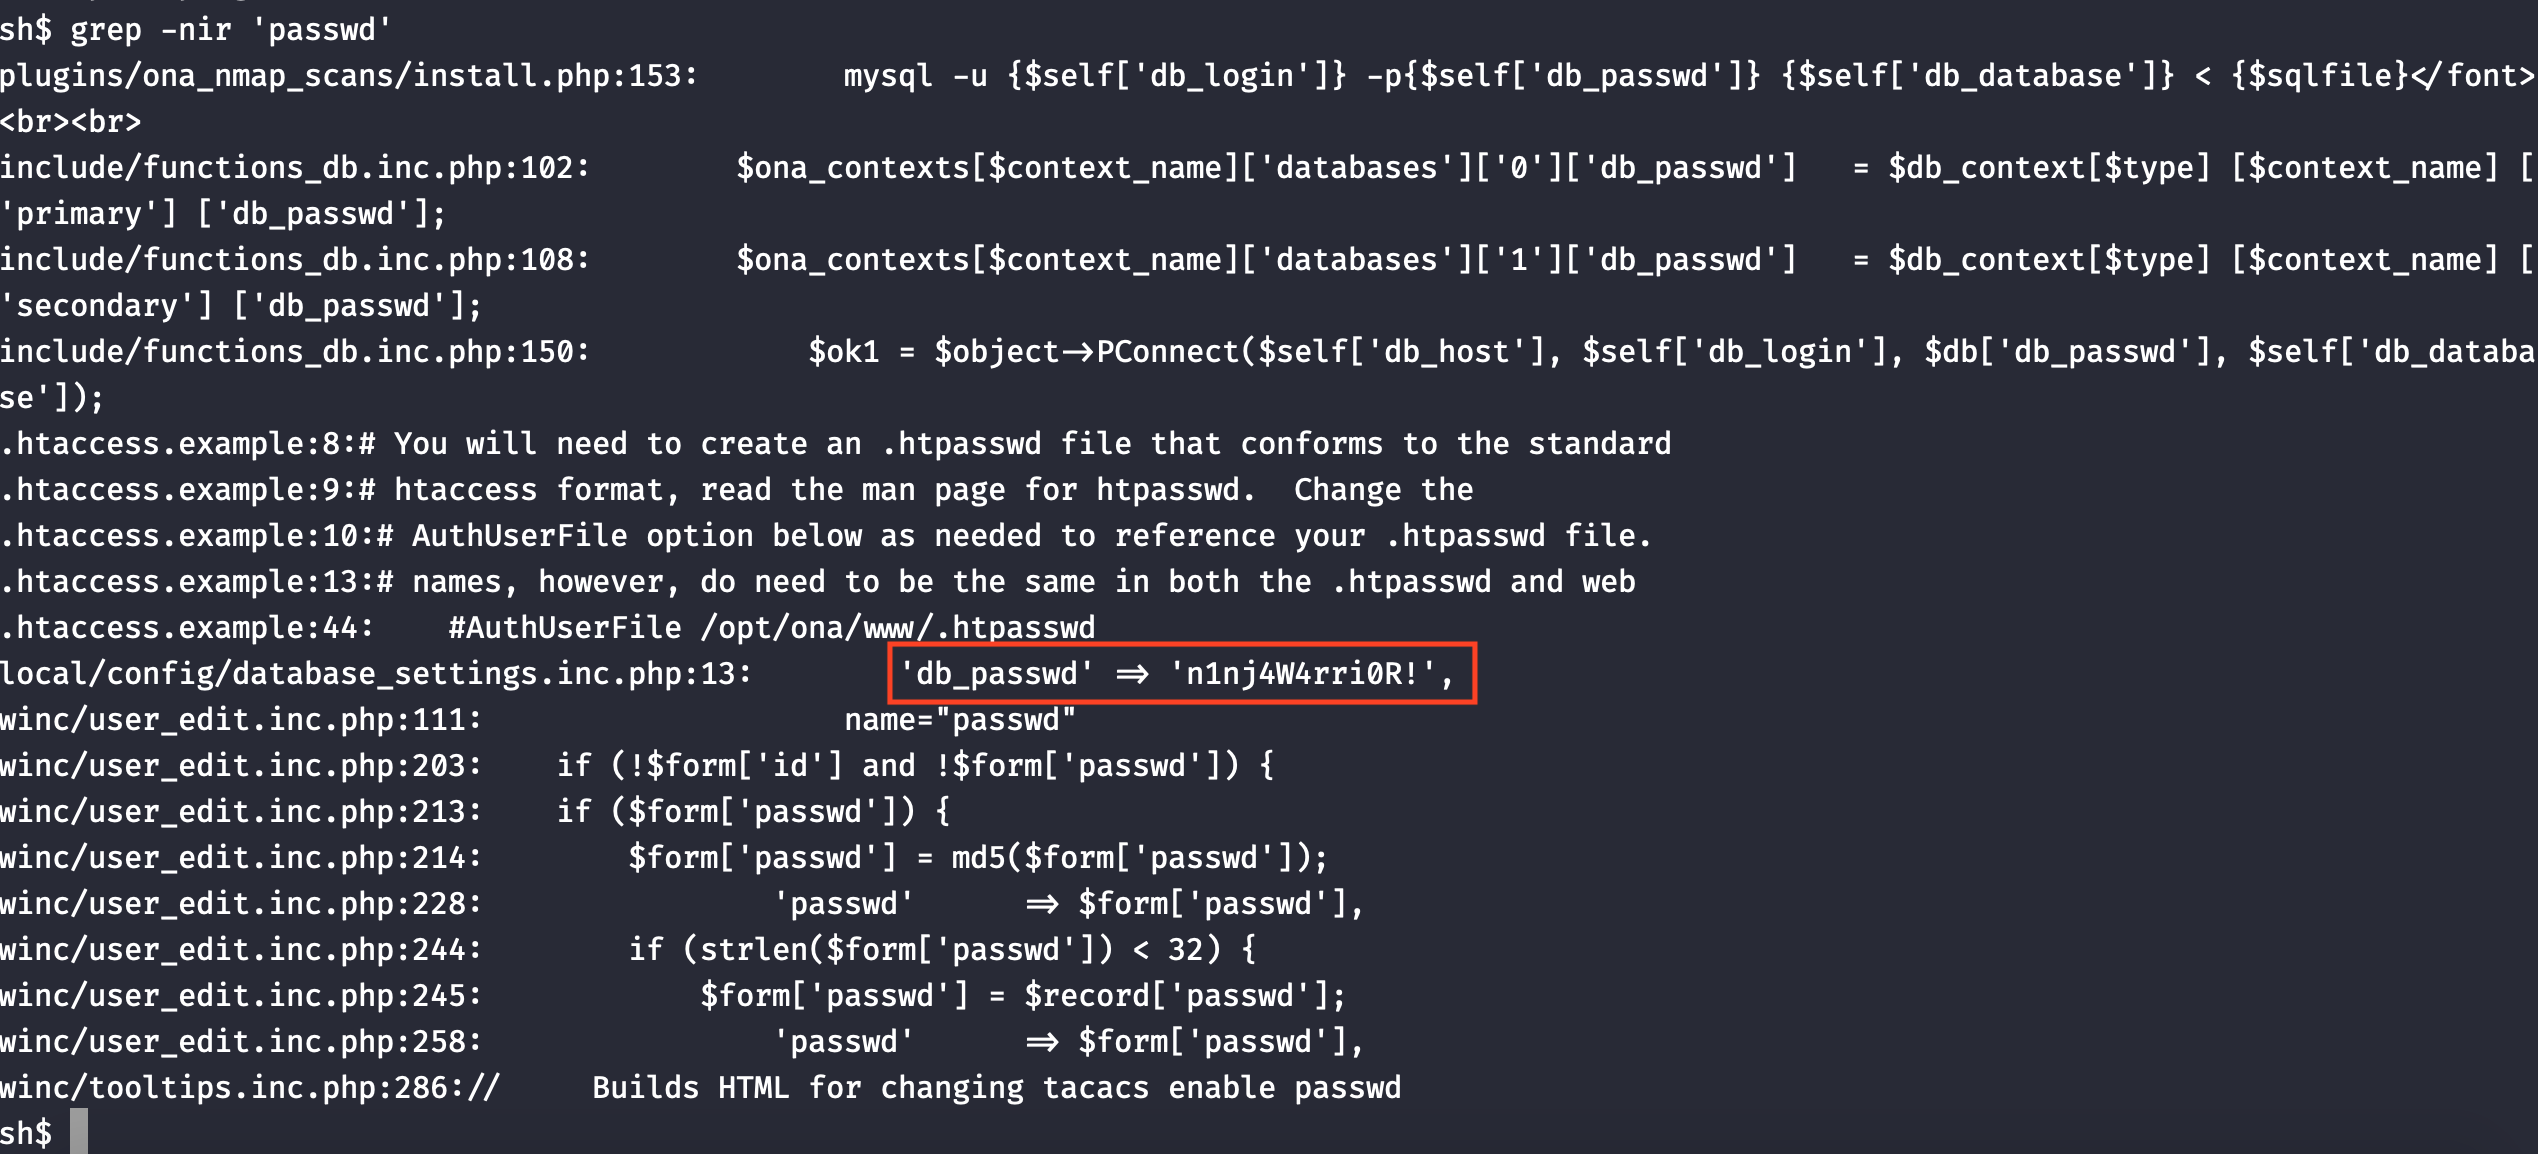 sh$ grep -nir 'passwd'
plugins/ona_nmap_scans/install.php:153:        mysql -u {$self['db_login']} -p{$self['db_passwd']} {$self['db_database']} < {$sqlfile}</font>
<br><br>
include/functions_db.inc.php:102:        $ona_contexts[$context_name]['databases']['0']['db_passwd']   = $db_context[$type] [$context_name] [
'primary'] ['db_passwd'];
include/functions_db.inc.php:108:        $ona_contexts[$context_name]['databases']['1']['db_passwd']   = $db_context[$type] [$context_name] [
'secondary'] ['db_passwd'];
include/functions_db.inc.php:150:            $ok1 = $object->PConnect($self['db_host'], $self['db_login'], $db['db_passwd'], $self['db_databa
se']);
.htaccess.example:8:# You will need to create an .htpasswd file that conforms to the standard
.htaccess.example:9:# htaccess format, read the man page for htpasswd.  Change the
.htaccess.example:10:# AuthUserFile option below as needed to reference your .htpasswd file.
.htaccess.example:13:# names, however, do need to be the same in both the .htpasswd and web
.htaccess.example:44:    #AuthUserFile /opt/ona/www/.htpasswd
local/config/database_settings.inc.php:13:        'db_passwd' => 'n1nj4W4rri0R!',
winc/user_edit.inc.php:111:                    name="passwd"
winc/user_edit.inc.php:203:    if (!$form['id'] and !$form['passwd']) {
winc/user_edit.inc.php:213:    if ($form['passwd']) {
winc/user_edit.inc.php:214:        $form['passwd'] = md5($form['passwd']);
winc/user_edit.inc.php:228:                'passwd'      => $form['passwd'],
winc/user_edit.inc.php:244:        if (strlen($form['passwd']) < 32) {
winc/user_edit.inc.php:245:            $form['passwd'] = $record['passwd'];
winc/user_edit.inc.php:258:                'passwd'      => $form['passwd'],
winc/tooltips.inc.php:286://     Builds HTML for changing tacacs enable passwd
sh$